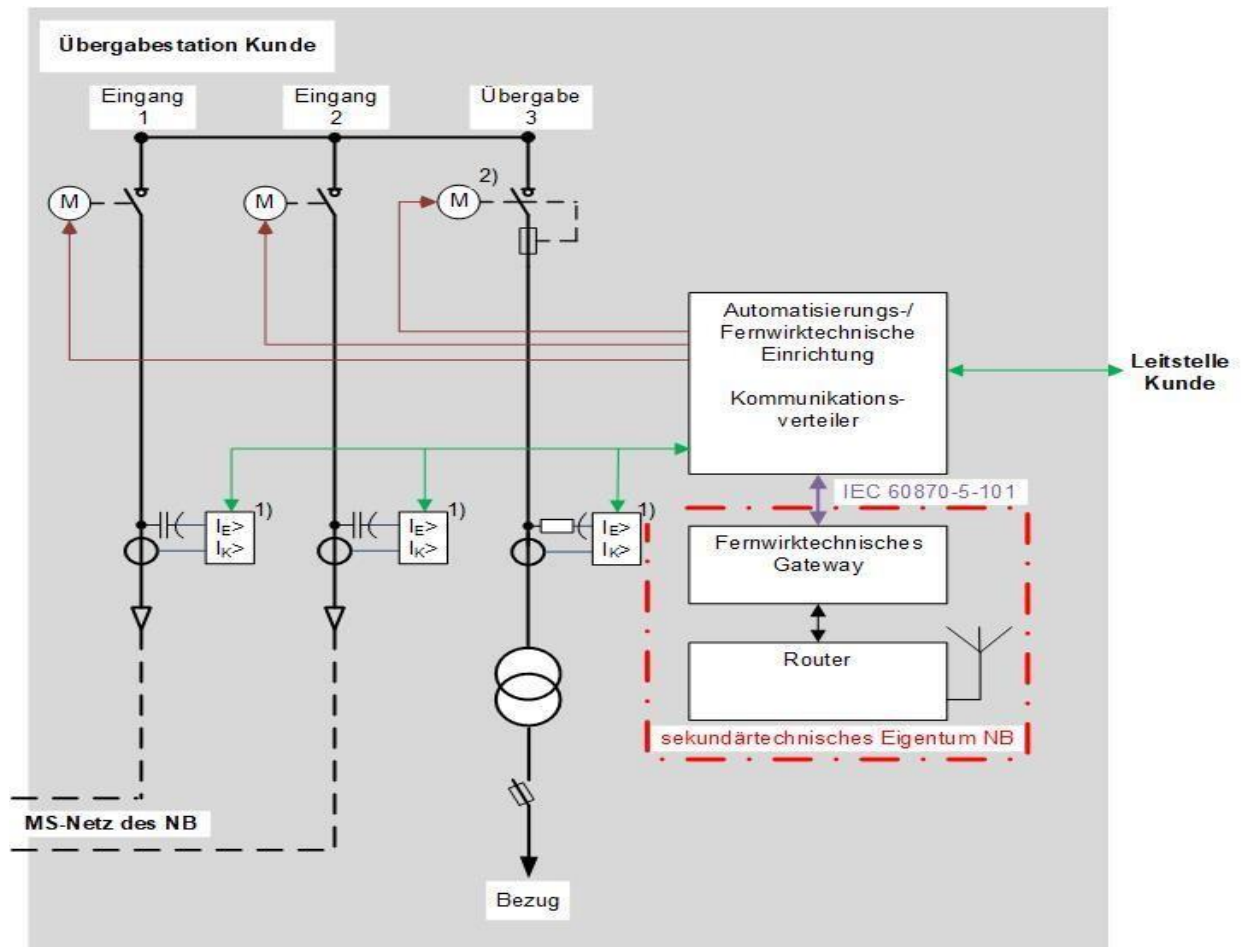 Übergabestation Kunde
Eingang
1
Eingang
2
Übergabe
3
M
M
M
2)
Automatisierungs-/
Fernwirktechnische
Einrichtung
Kommunikations-
verteiler
Leitstelle
Kunde
IEC 60870-5-101
IE>
IK>
1)
IE>
IK>
1)
IE>
IK>
1)
Fernwirktechnisches
Gateway
Router
sekundärtechnisches Eigentum NB
MS-Netz des NB
Bezug